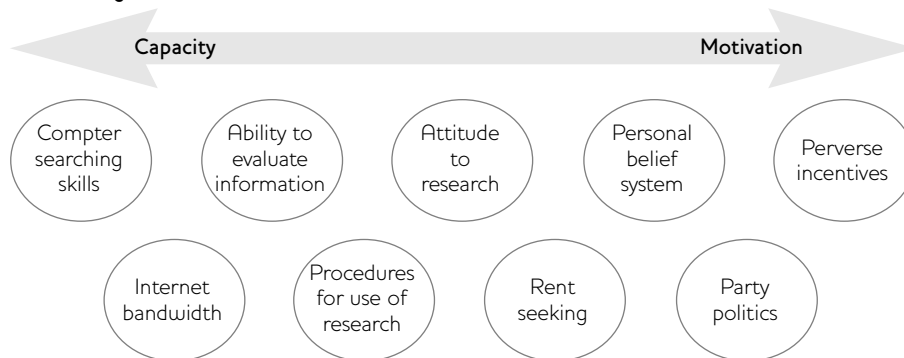 Capacity
Motivation
Compter
searching
skills
Ability to
evaluate
information
Attitude
to
research
Personal
belief
system
Perverse
incentives
Internet
bandwidth
Procedures
for use of
research
Rent
seeking
Party
politics